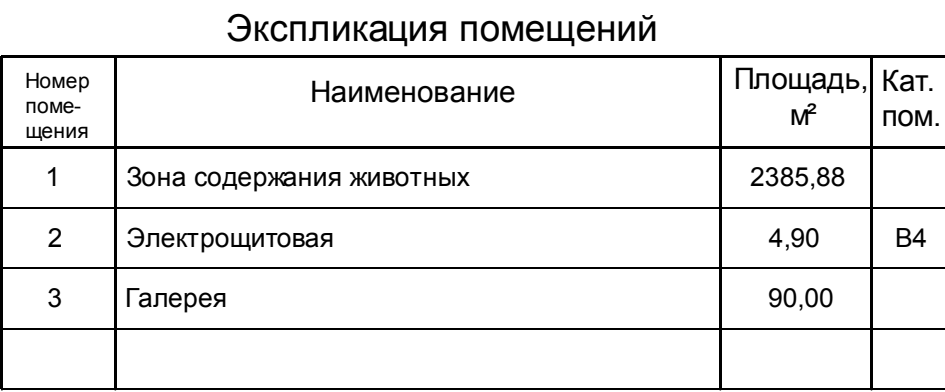 Экспликация помещений
Номер поме- щения Наименование Площадь, м² Кат. пом.
1 Зона содержания животных 2385,88
2 Электрощитовая 4,90 В4
3 Галерея 90,00